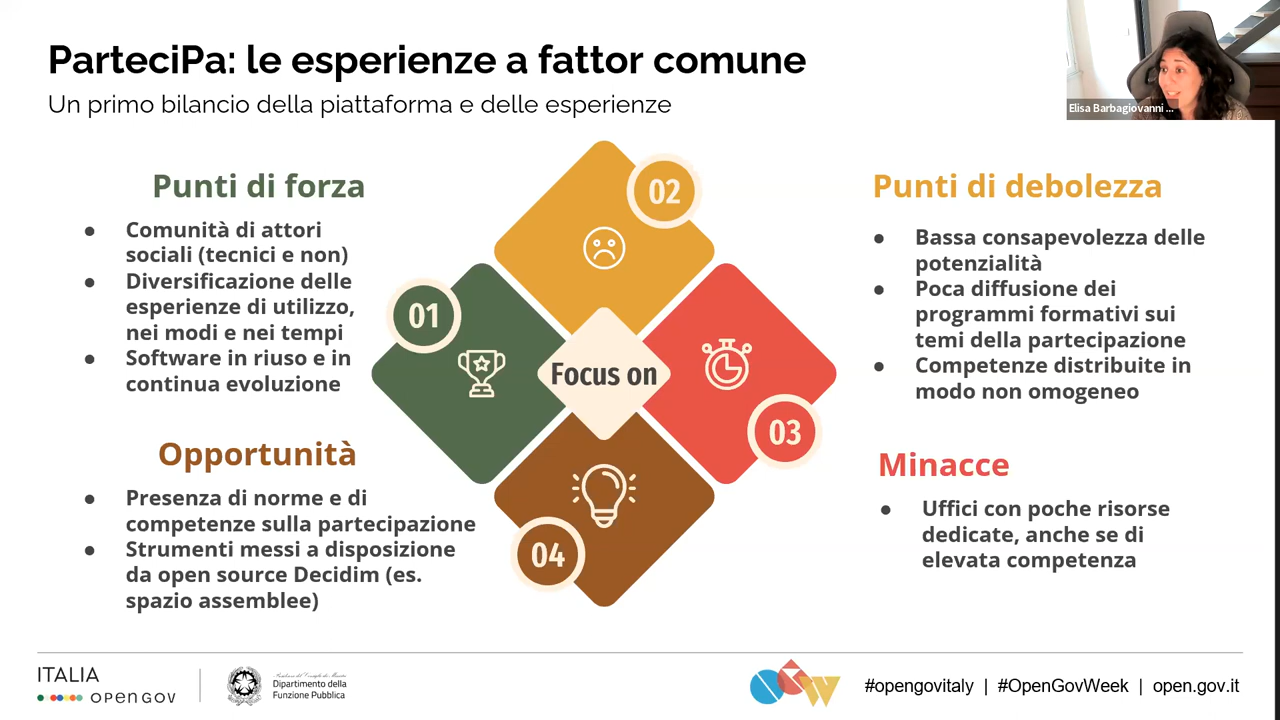 ParteciPa: le esperienze a fattor comune
Un primo bilancio della piattaforma e delle esperienze
Elisa Barbagiovanni ...
Punti di forza
● Comunità di attori
sociali (tecnici e non)
● Diversificazione delle
esperienze di utilizzo,
nei modi e nei tempi
● Software in riuso e in
continua evoluzione
Opportunità
● Presenza di norme e di
competenze sulla partecipazione
● Strumenti messi a disposizione
da open source Decidim (es.
spazio assemblee)
02
01
Focus on
03
04
Punti di debolezza
● Bassa consapevolezza delle
potenzialità
● Poca diffusione dei
programmi formativi sui
temi della partecipazione
● Competenze distribuite in
modo non omogeneo
Minacce
● Uffici con poche risorse
dedicate, anche se di
elevata competenza
ITALIA
open gov
Dipartimento della
Funzione Pubblica
OGW
#opengovitaly | #OpenGovWeek | open.gov.it